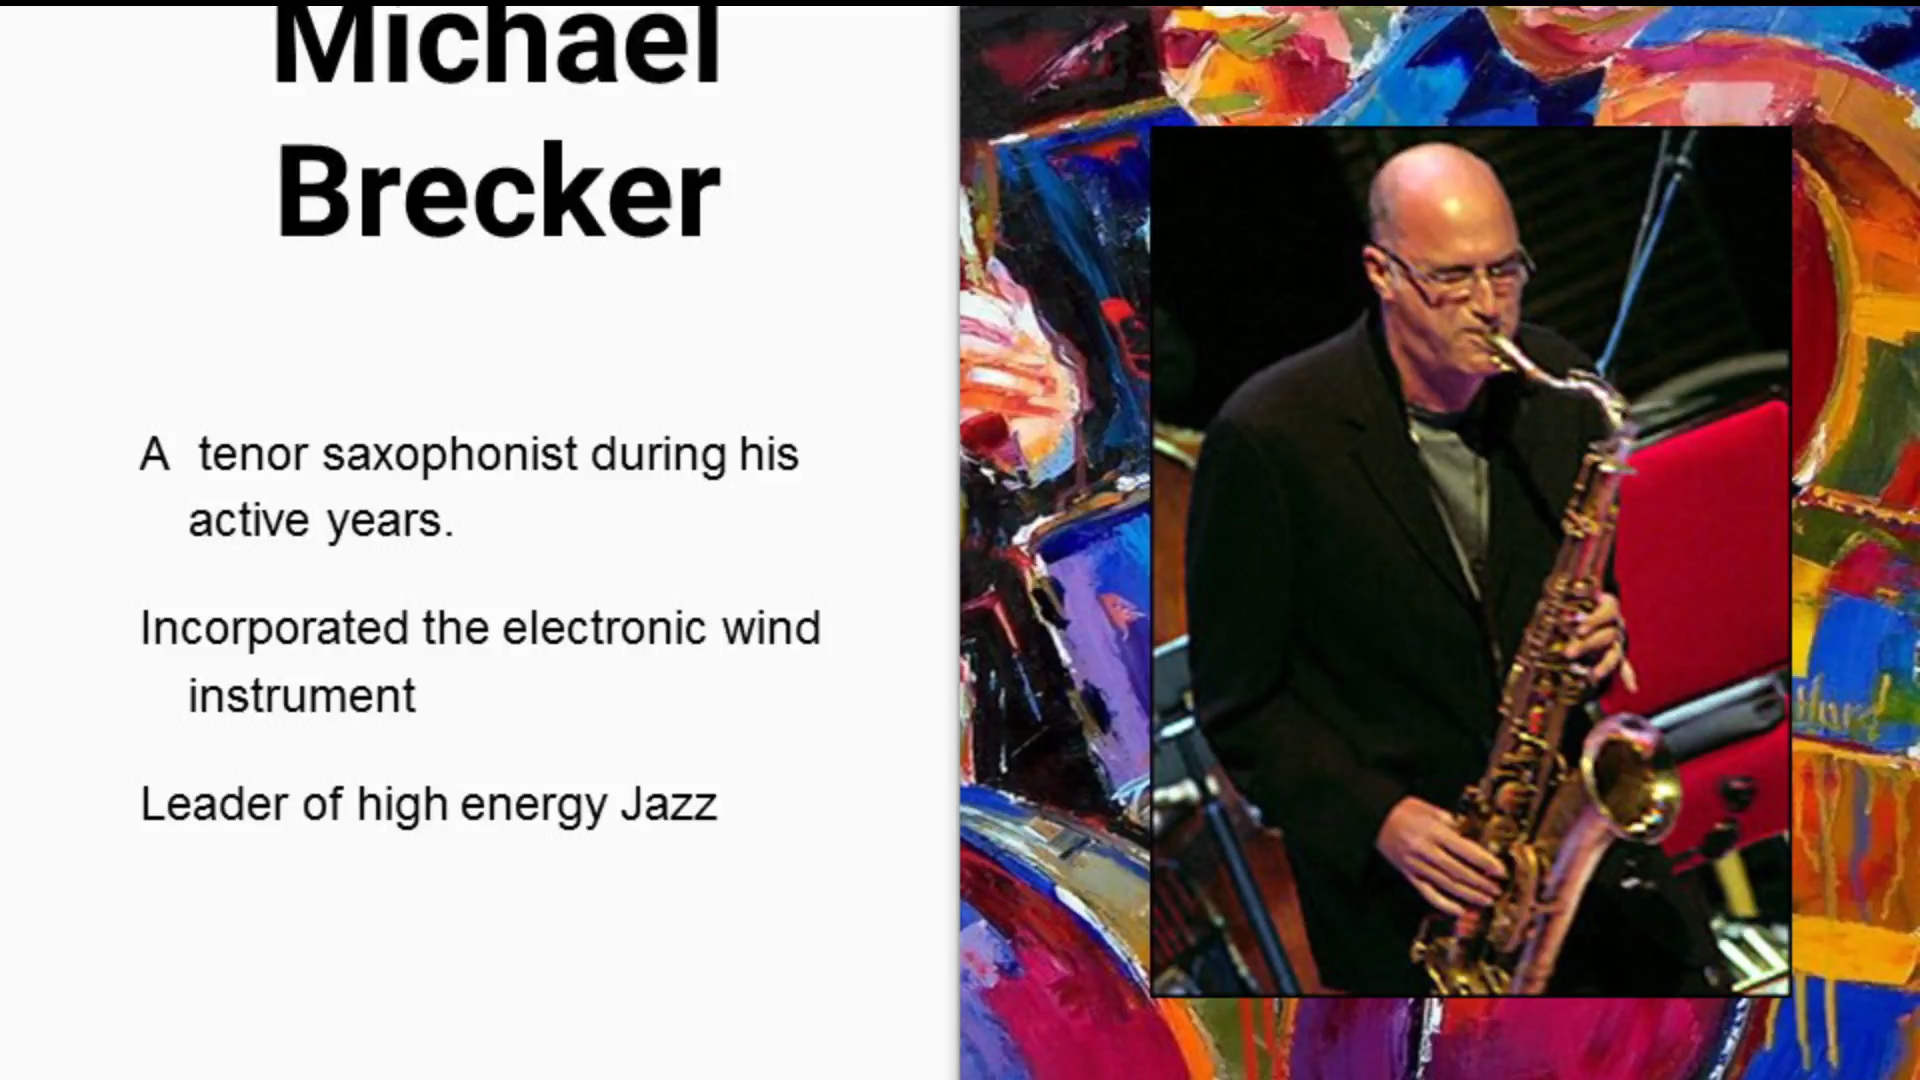 Michael
Brecker
A tenor saxophonist during his
active years.
Incorporated the electronic wind
instrument
Leader of high energy Jazz